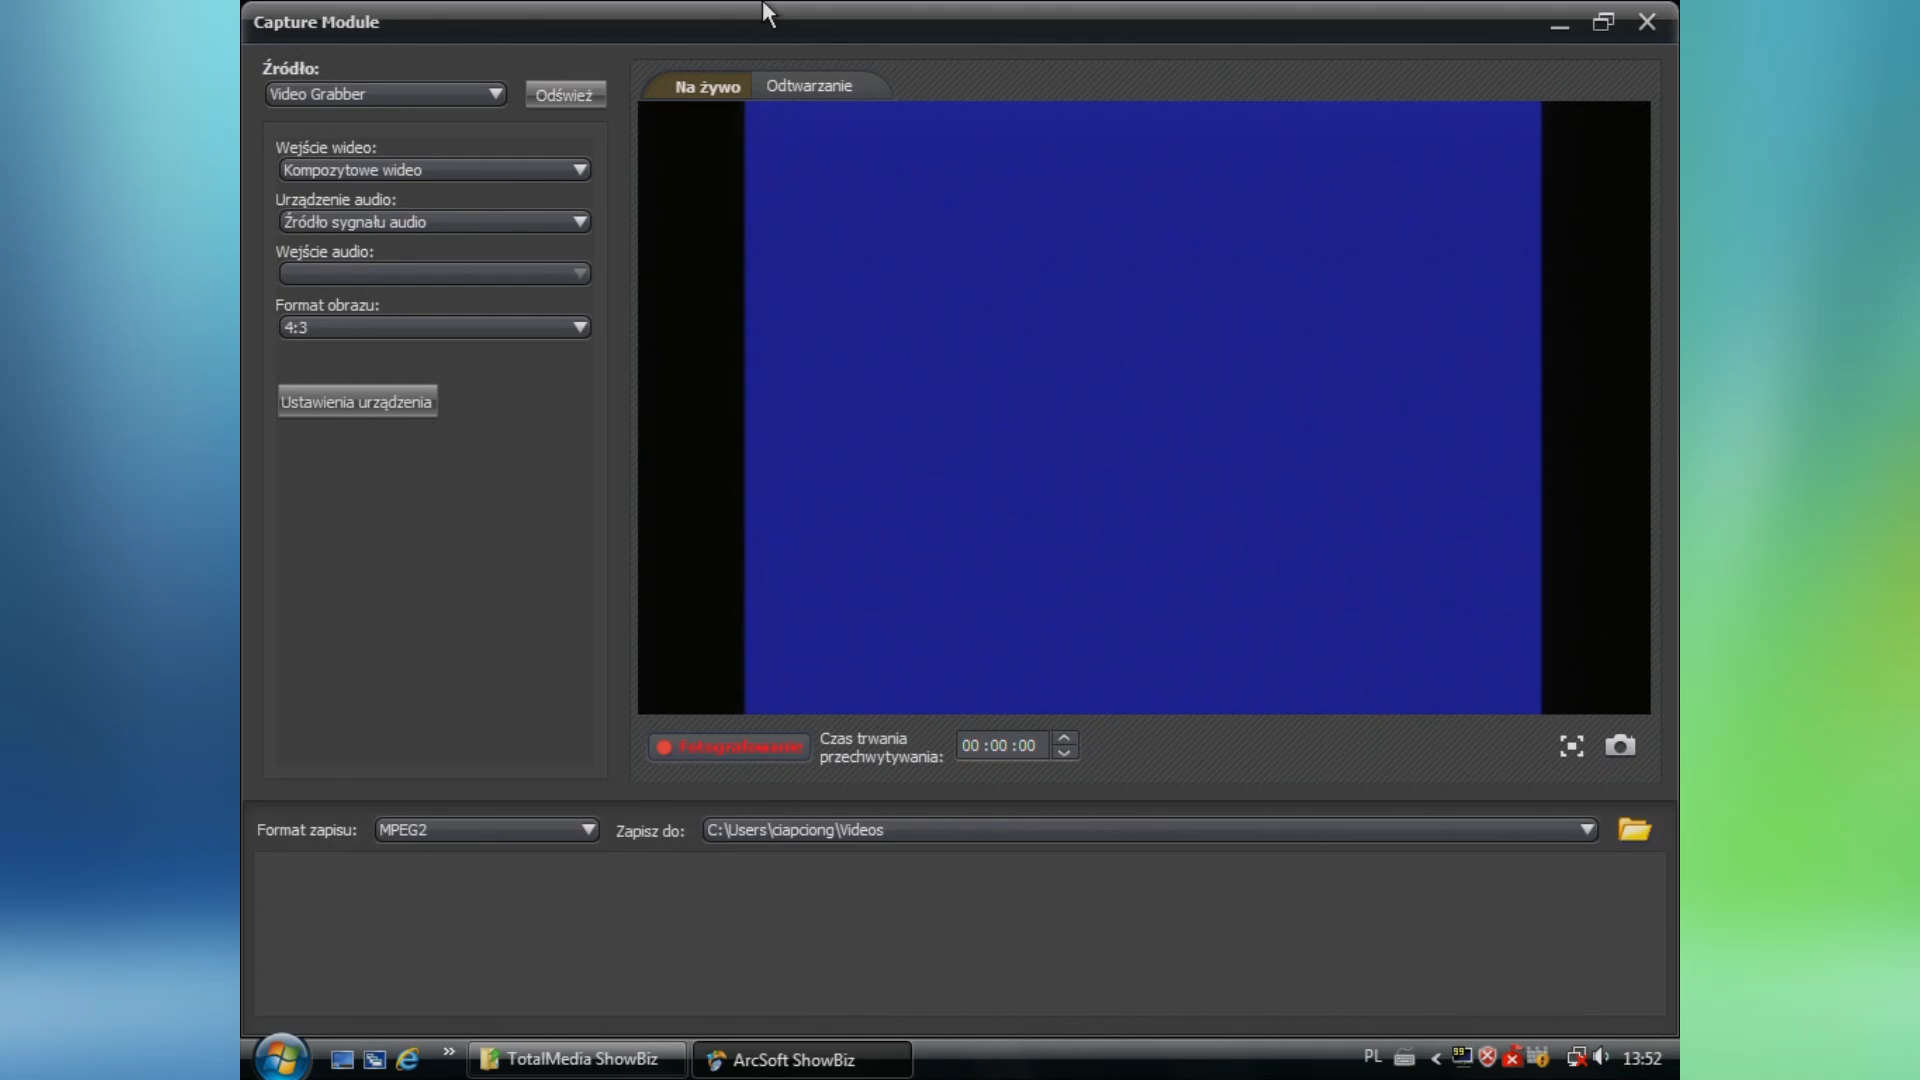 Capture Module
Źródło:
Video Grabber
Odśwież
Wejście wideo:
Kompozytowe wideo
Urządzenie audio:
Źródło sygnału audio
Wejście audio:
Format obrazu:
4:3
Ustawienia urządzenia
Na żywo
Odtwarzanie
Fotografowanie
Czas trwania
przechwytywania:
00 :00 :00
Format zapisu:
MPEG2
Zapisz do:
C:\Users\ciapciong\Videos
»
TotalMedia ShowBiz
ArcSoft ShowBiz
PL
<
99
13:52